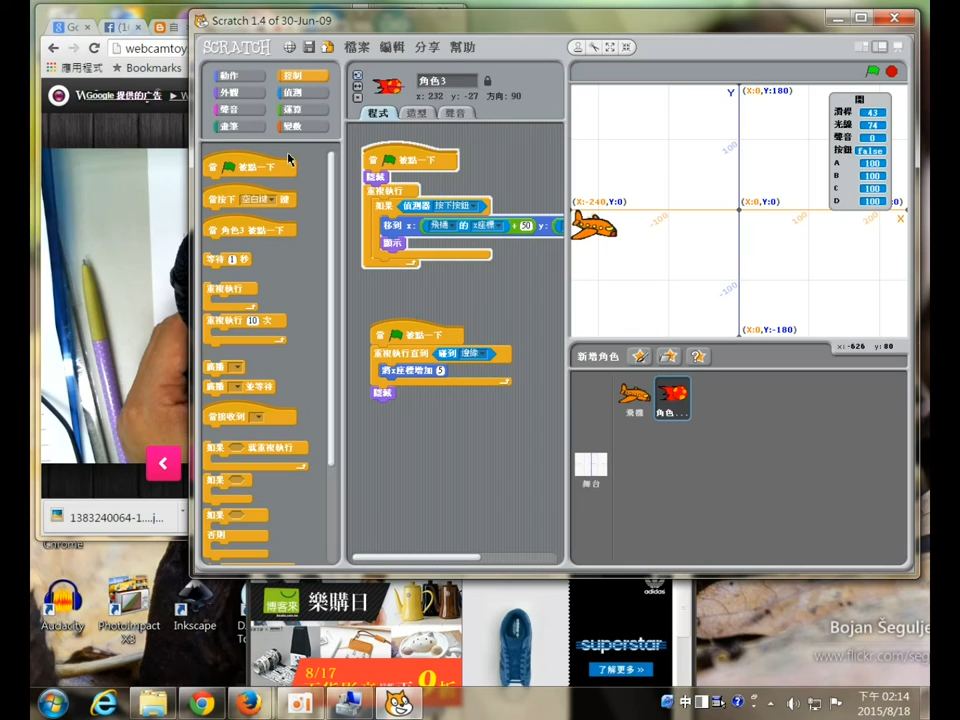 Scratch 1.4 of 30-Jun-09
SCRATCH
檔案 編輯 分享 幫助
webcamtoy
應用程式 Bookmarks
Google 提供的广告
動作 控制
外觀 偵測
聲音 運算
畫筆 變數
角色3
x: 232 y: -27 方向: 90
程式 造型 聲音
當 被點一下
當按下 空白鍵 鍵
當 角色3 被點一下
等待 1 秒
重複執行
重複執行 10 次
廣播
廣播 並等待
當接收到
如果 就重複執行
如果
如果
否則
當 被點一下
隱藏
重複執行
如果 偵測器 按下按鈕
移到 x: 飛機 的 x座標 + 50 y:
顯示
當 被點一下
重複執行直到 碰到 邊緣
將x座標增加 5
隱藏
Y (X:0,Y:180)
100
(X:-240,Y:0) (X:0,Y:0)
-100 100 X
-100
(X:0,Y:-180)
滑桿 43
光線 74
聲音 0
按鈕 false
A 100
B 100
C 100
D 100
x: -626 y: 80
新增角色
飛機 角色...
舞台
1383240064-1....j...
Chrome
Audacity
PhotoImpact
X3
Inkscape
博客來 樂購日
8/17
adidas
superstar
了解更多 »
Bojan Šegulje
www.flickr.com/seg
中
下午 02:14
2015/8/18